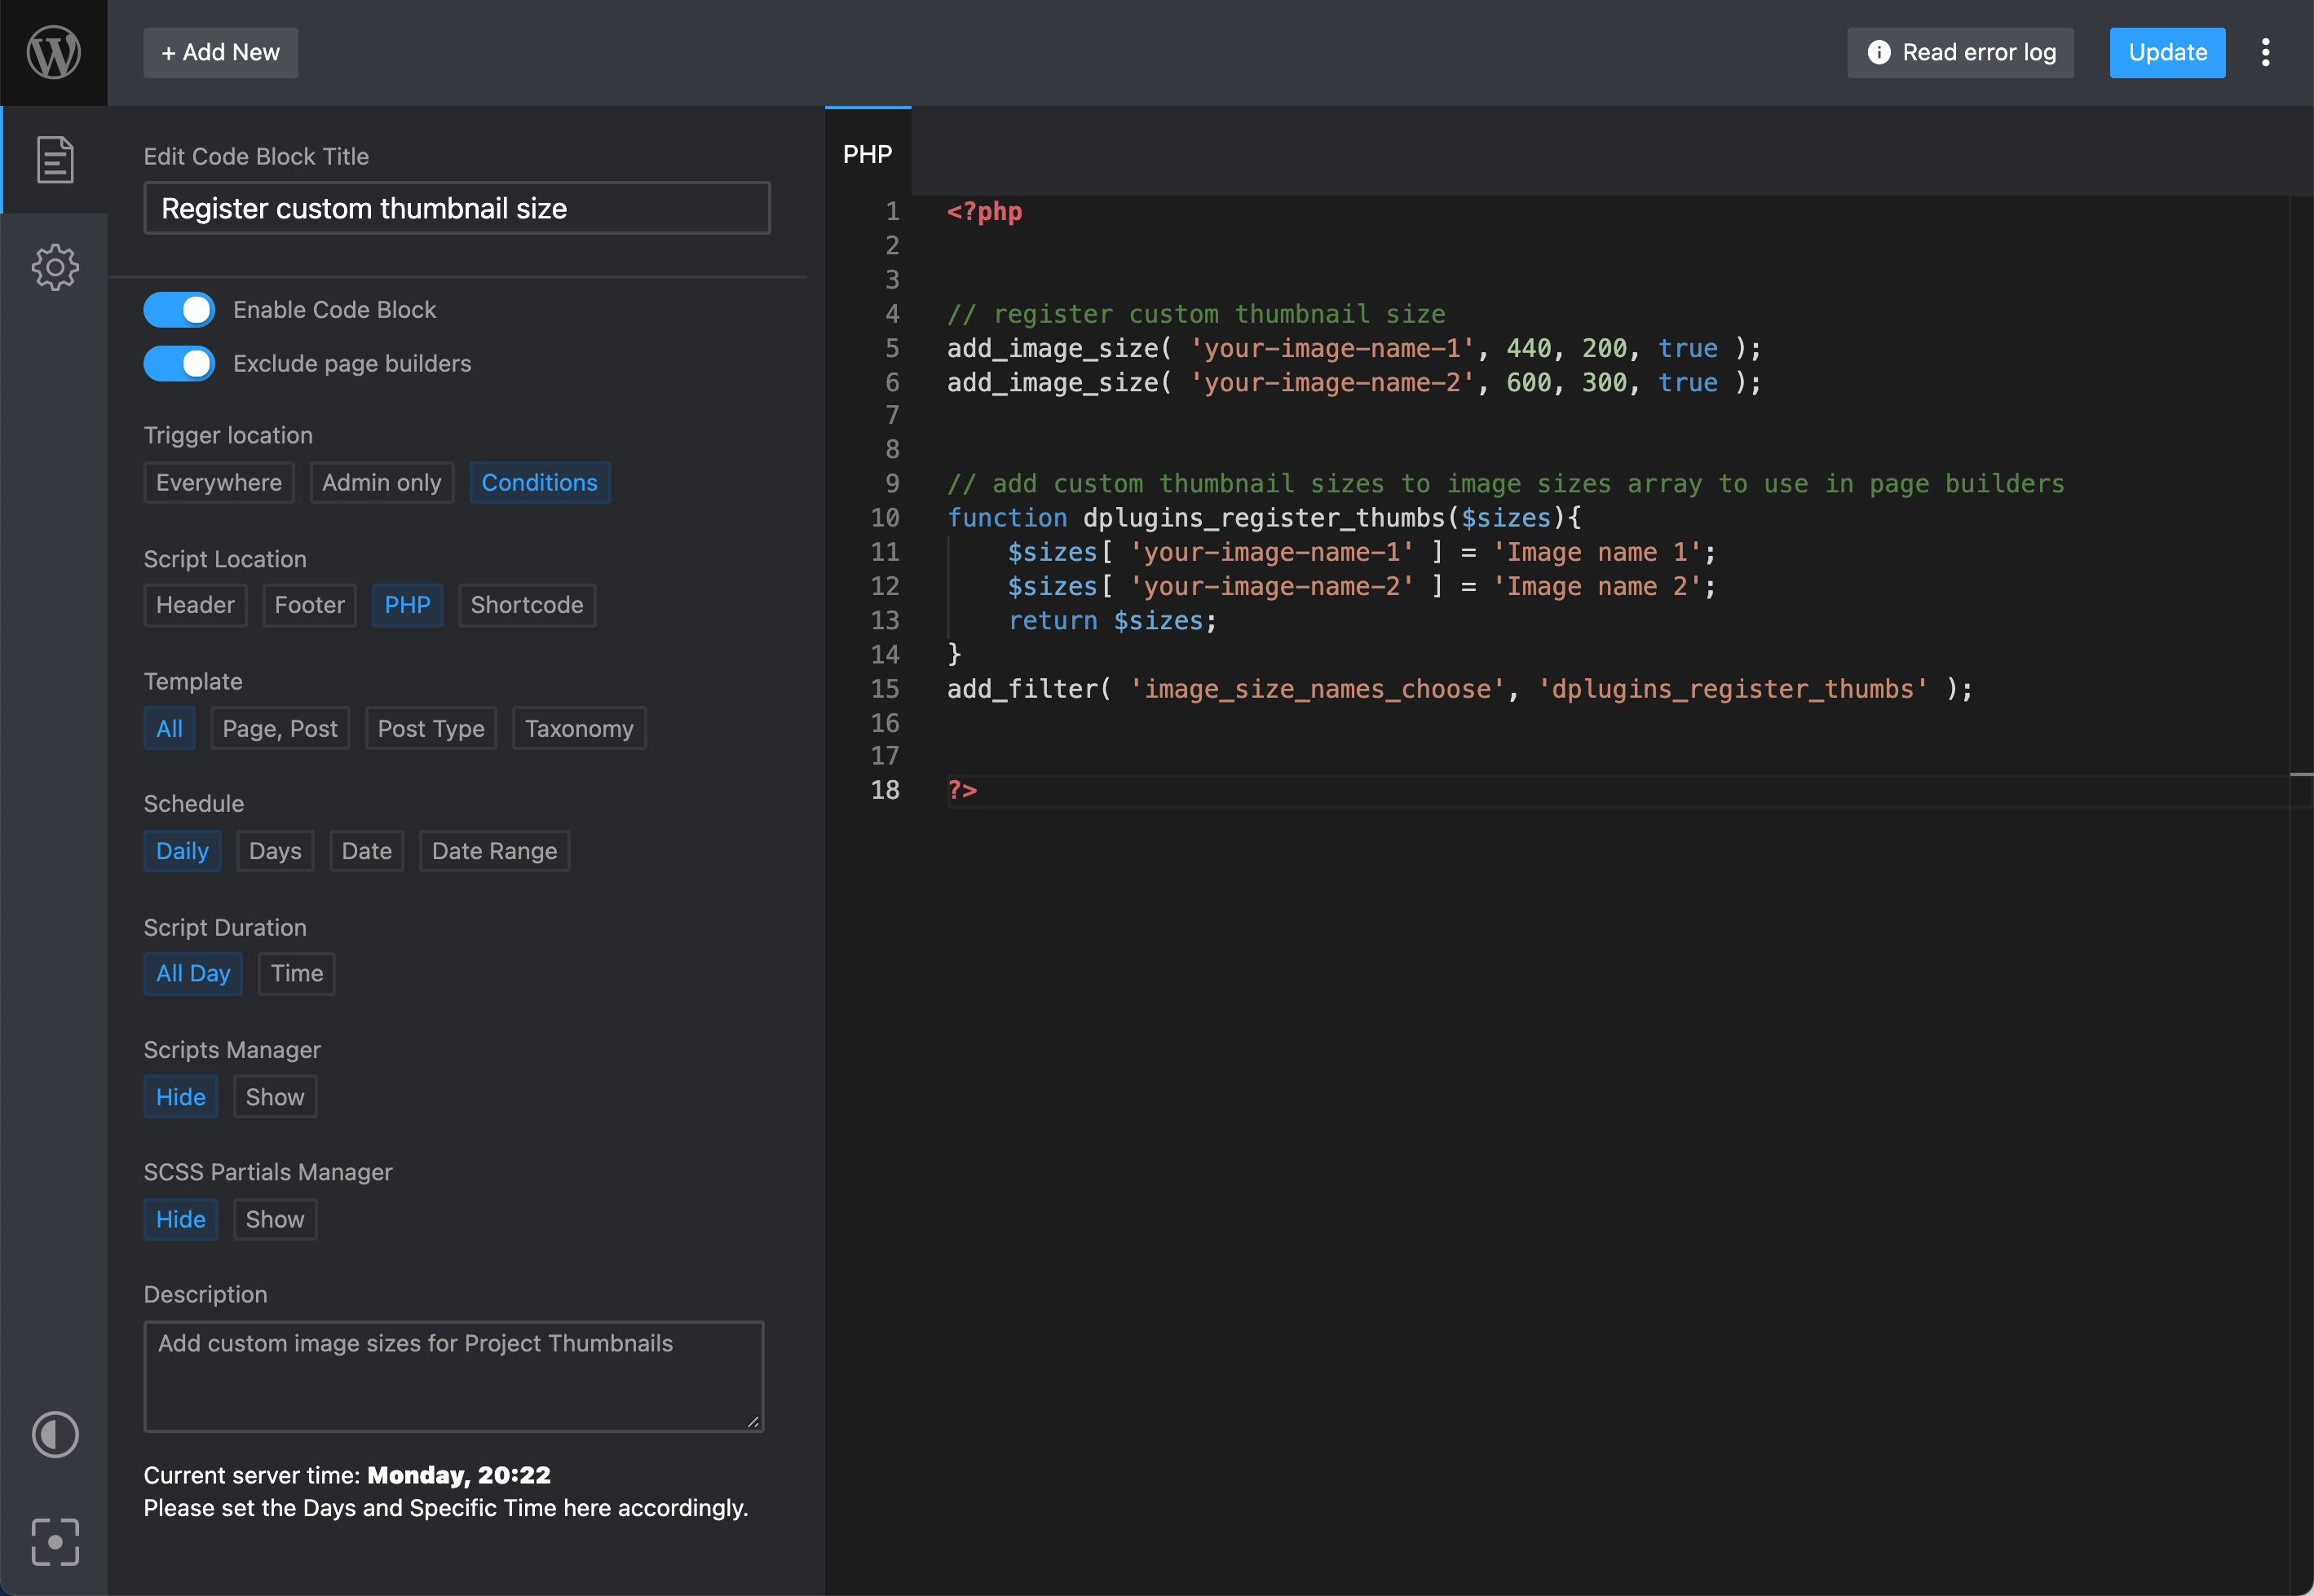 + Add New
Read error log
Update
Edit Code Block Title
Register custom thumbnail size
Enable Code Block
Exclude page builders
Trigger location
Everywhere Admin only Conditions
Script Location
Header Footer PHP Shortcode
Template
All Page, Post Post Type Taxonomy
Schedule
Daily Days Date Date Range
Script Duration
All Day Time
Scripts Manager
Hide Show
SCSS Partials Manager
Hide Show
Description
Add custom image sizes for Project Thumbnails
Current server time: Monday, 20:22
Please set the Days and Specific Time here accordingly.
PHP
1 <?php
2
3
4 // register custom thumbnail size
5 add_image_size( 'your-image-name-1', 440, 200, true );
6 add_image_size( 'your-image-name-2', 600, 300, true );
7
8
9 // add custom thumbnail sizes to image sizes array to use in page builders
10 function dplugins_register_thumbs($sizes){
11     $sizes[ 'your-image-name-1' ] = 'Image name 1';
12     $sizes[ 'your-image-name-2' ] = 'Image name 2';
13     return $sizes;
14 }
15 add_filter( 'image_size_names_choose', 'dplugins_register_thumbs' );
16
17
18 ?>